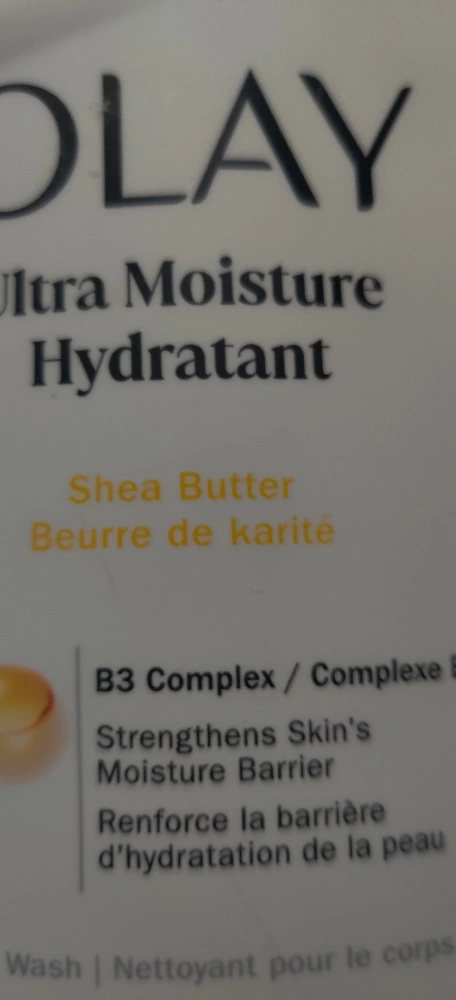 OLAY
Ultra Moisture
Hydratant
Shea Butter
Beurre de karité
B3 Complex / Complexe
Strengthens Skin's
Moisture Barrier
Renforce la barrière
d'hydratation de la peau
Wash | Nettoyant pour le corps